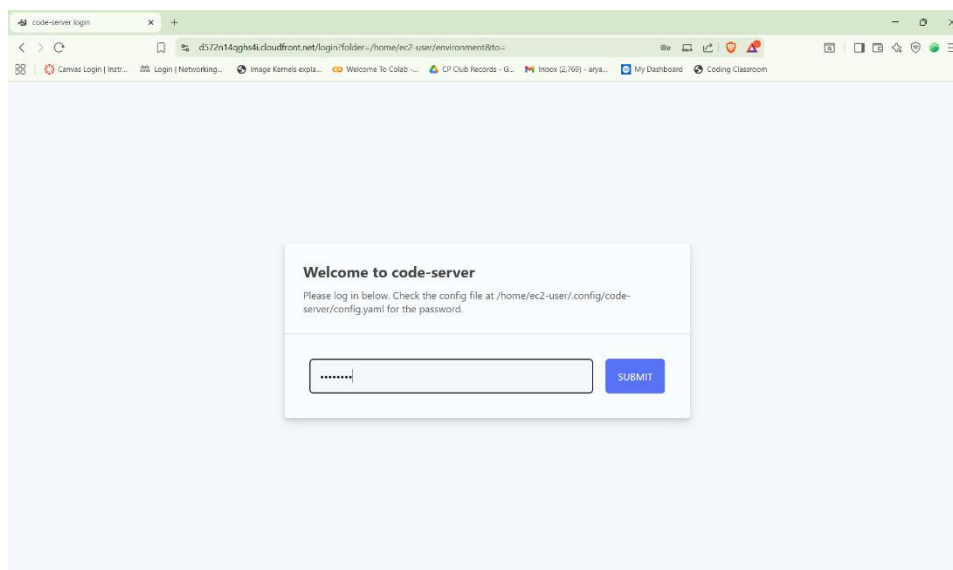 code-server login
d572n14qghs4i.cloudfront.net/login?folder=/home/ec2-user/environment&to=
Canvas Login | Instr... Login | Networking... Image Kernels expla... Welcome To Colab -... CP Club Records - G... Inbox (2,768) - arya... My Dashboard Coding Classroom
Welcome to code-server
Please log in below. Check the config file at /home/ec2-user/.config/code-
server/config.yaml for the password.
••••••••
SUBMIT